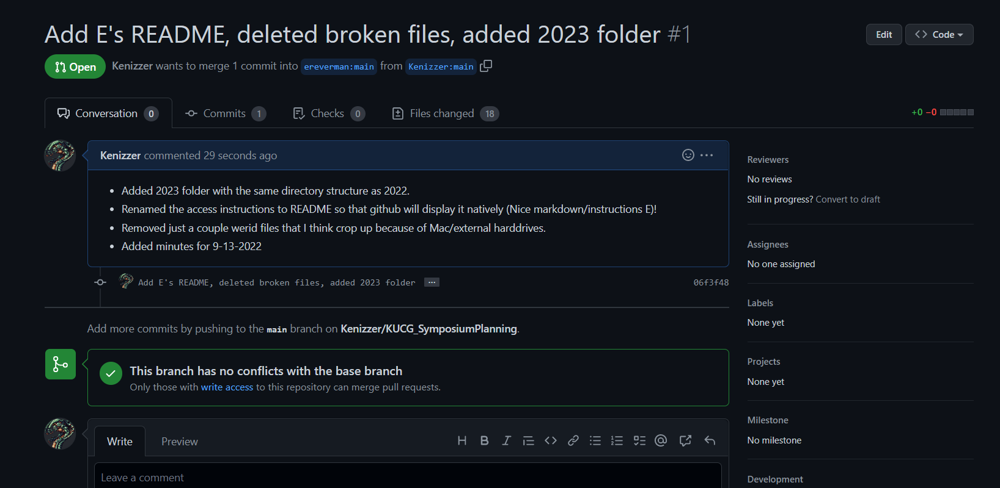 Add E's README, deleted broken files, added 2023 folder #1
Edit
<> Code
Open
Kenizzer wants to merge 1 commit into ereverman:main from Kenizzer:main
Conversation 0
Commits 1
Checks 0
Files changed 18
+0 −0
Kenizzer commented 29 seconds ago
• Added 2023 folder with the same directory structure as 2022.
• Renamed the access instructions to README so that github will display it natively (Nice markdown/instructions E)!
• Removed just a couple werid files that I think crop up because of Mac/external harddrives.
• Added minutes for 9-13-2022
Add E's README, deleted broken files, added 2023 folder ...
06f3f48
Add more commits by pushing to the main branch on Kenizzer/KUCG_SymposiumPlanning.
This branch has no conflicts with the base branch
Only those with write access to this repository can merge pull requests.
Write
Preview
Leave a comment
Reviewers
No reviews
Still in progress? Convert to draft
Assignees
No one assigned
Labels
None yet
Projects
None yet
Milestone
No milestone
Development